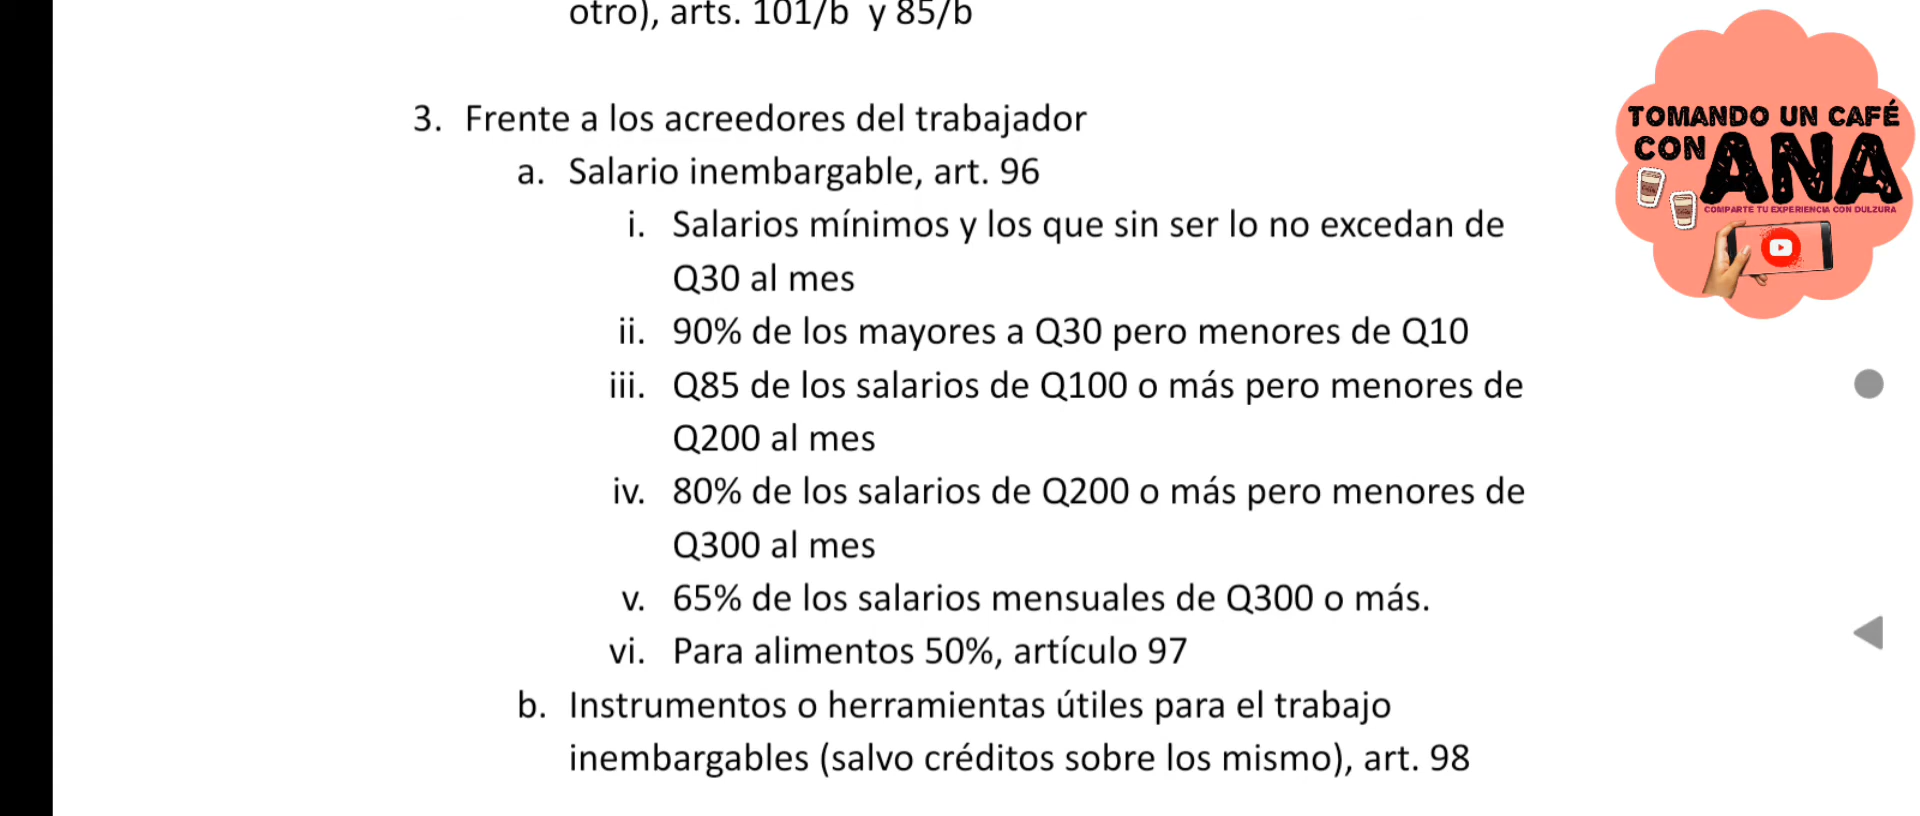 otro), arts. 101/b y 85/b
3. Frente a los acreedores del trabajador
a. Salario inembargable, art. 96
i. Salarios mínimos y los que sin ser lo no excedan de
Q30 al mes
ii. 90% de los mayores a Q30 pero menores de Q10
iii. Q85 de los salarios de Q100 o más pero menores de
Q200 al mes
iv. 80% de los salarios de Q200 o más pero menores de
Q300 al mes
v. 65% de los salarios mensuales de Q300 o más.
vi. Para alimentos 50%, artículo 97
b. Instrumentos o herramientas útiles para el trabajo
inembargables (salvo créditos sobre los mismo), art. 98
TOMANDO UN CAFÉ
CON ANA
COMPARTE TU EXPERIENCIA CON DULZURA